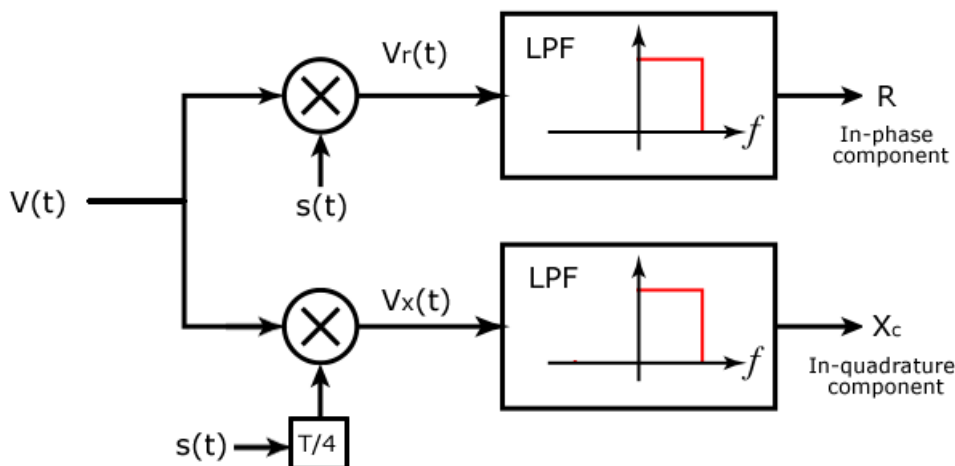 Vr(t)
LPF
f
R
In-phase
component
s(t)
V(t)
Vx(t)
LPF
f
Xc
In-quadrature
component
s(t)
T/4